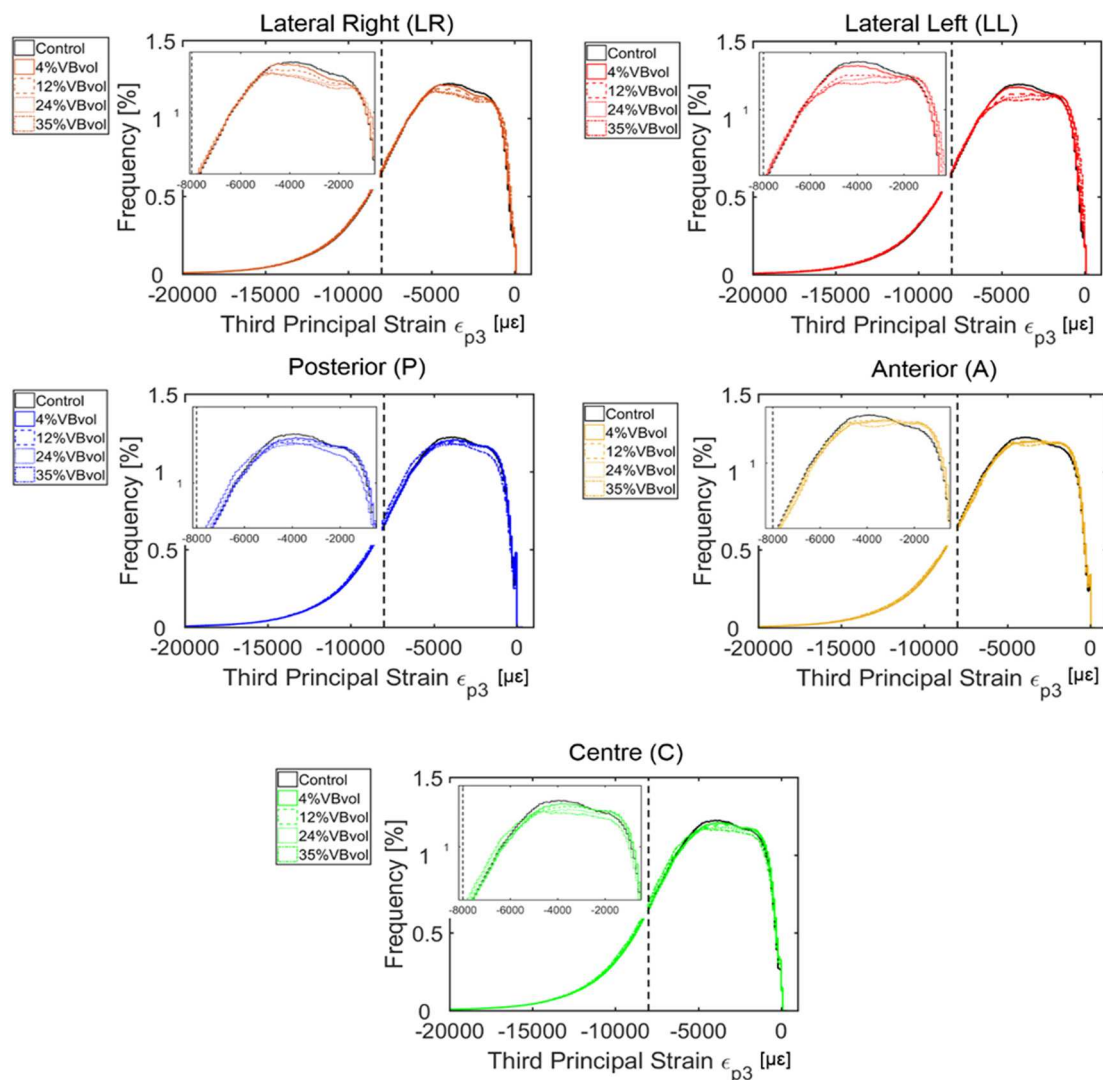 Lateral Right (LR)
Control
4%VBvol
12%VBvol
24%VBvol
35%VBvol
Frequency [%]
1.5
1
0.5
0
1
-8000 -6000 -4000 -2000
-20000 -15000 -10000 -5000 0
Third Principal Strain ϵp3 [µε]
Lateral Left (LL)
Control
4%VBvol
12%VBvol
24%VBvol
35%VBvol
Frequency [%]
1.5
1
0.5
0
1
-8000 -6000 -4000 -2000
-20000 -15000 -10000 -5000 0
Third Principal Strain ϵp3 [µε]
Posterior (P)
Control
4%VBvol
12%VBvol
24%VBvol
35%VBvol
Frequency [%]
1.5
1
0.5
0
1
-8000 -6000 -4000 -2000
-20000 -15000 -10000 -5000 0
Third Principal Strain ϵp3 [µε]
Anterior (A)
Control
4%VBvol
12%VBvol
24%VBvol
35%VBvol
Frequency [%]
1.5
1
0.5
0
1
-8000 -6000 -4000 -2000
-20000 -15000 -10000 -5000 0
Third Principal Strain ϵp3 [µε]
Centre (C)
Control
4%VBvol
12%VBvol
24%VBvol
35%VBvol
Frequency [%]
1.5
1
0.5
0
1
-8000 -6000 -4000 -2000
-20000 -15000 -10000 -5000 0
Third Principal Strain ϵp3 [µε]